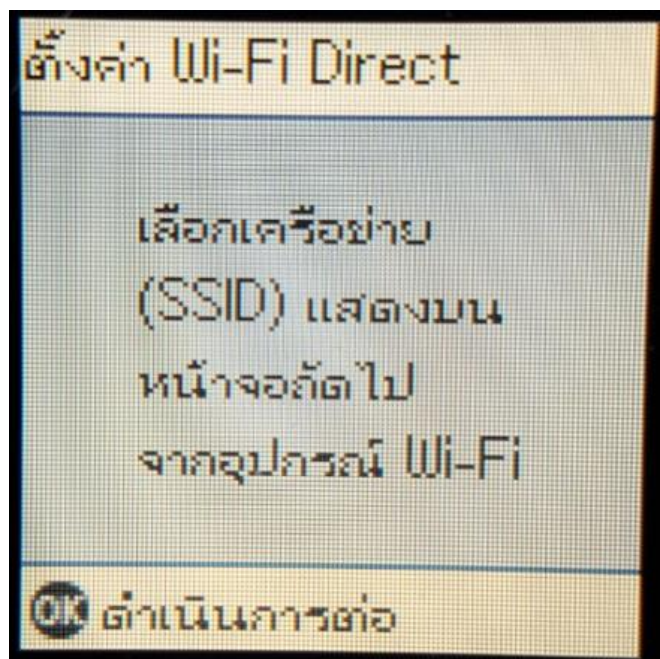 ตั้งค่า Wi-Fi Direct
เลือกเครือข่าย
(SSID) แสดงบน
หน้าจอถัดไป
จากอุปกรณ์ Wi-Fi
OK ดำเนินการต่อ